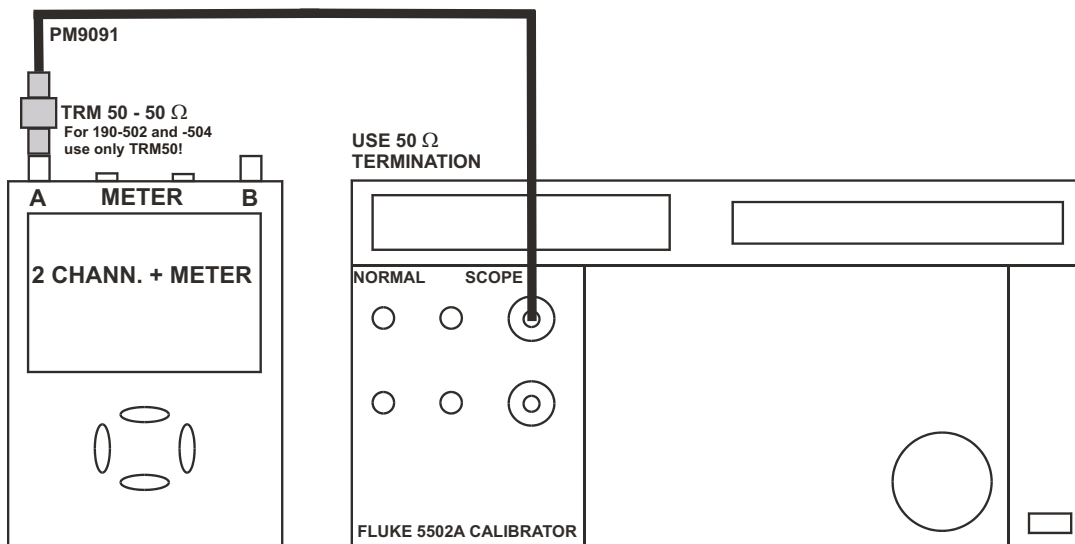 PM9091
TRM 50 - 50 Ω
For 190-502 and -504
use only TRM50!
USE 50 Ω
TERMINATION
A
METER
B
2 CHANN. + METER
NORMAL
SCOPE
FLUKE 5502A CALIBRATOR